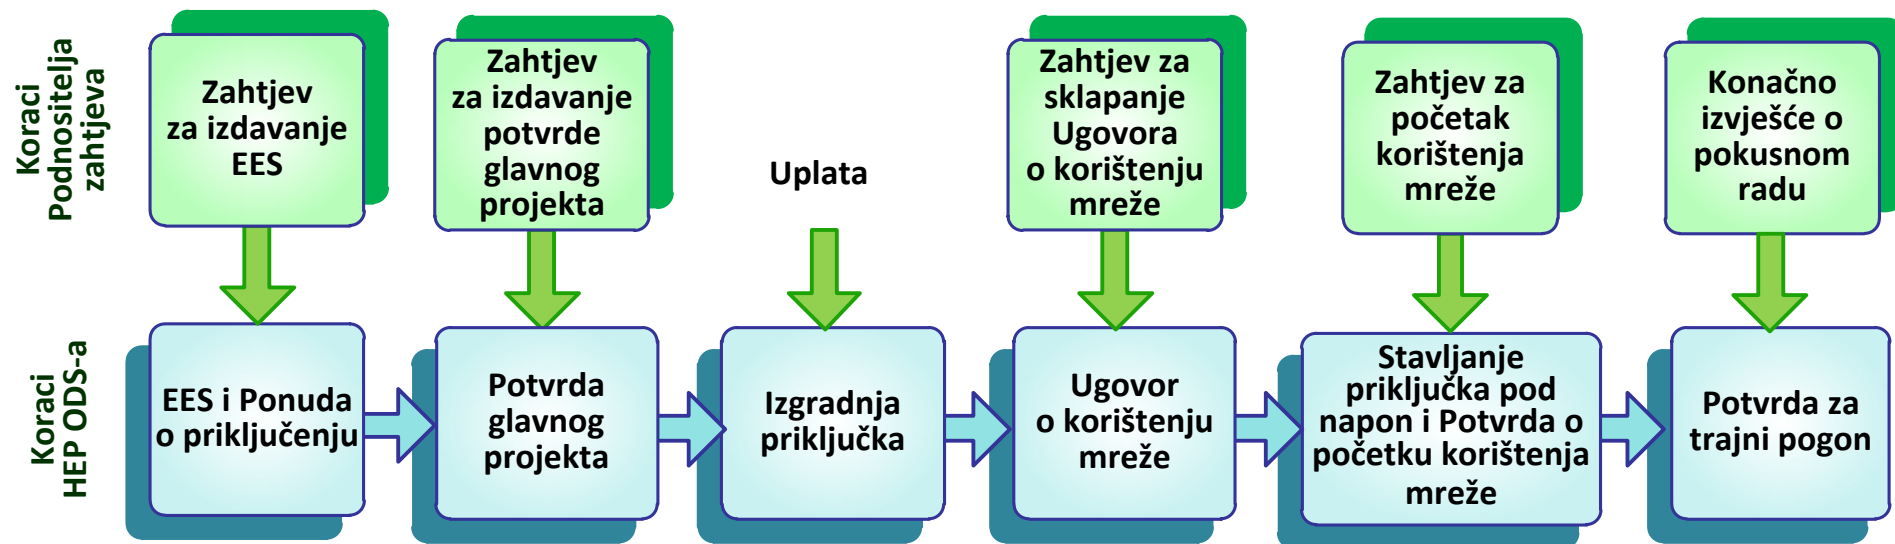 Koraci
Podnositelja
zahtjeva
Zahtjev
za izdavanje
EES
Zahtjev
za izdavanje
potvrde
glavnog
projekta
Uplata
Zahtjev za
sklapanje
Ugovora
o korištenju
mreže
Zahtjev za
početak
korištenja
mreže
Konačno
izvješće o
pokusnom
radu
Koraci
HEP ODS-a
EES i Ponuda
o priključenju
Potvrda
glavnog
projekta
Izgradnja
priključka
Ugovor
o korištenju
mreže
Stavljanje
priključka pod
napon i Potvrda o
početku korištenja
mreže
Potvrda za
trajni pogon